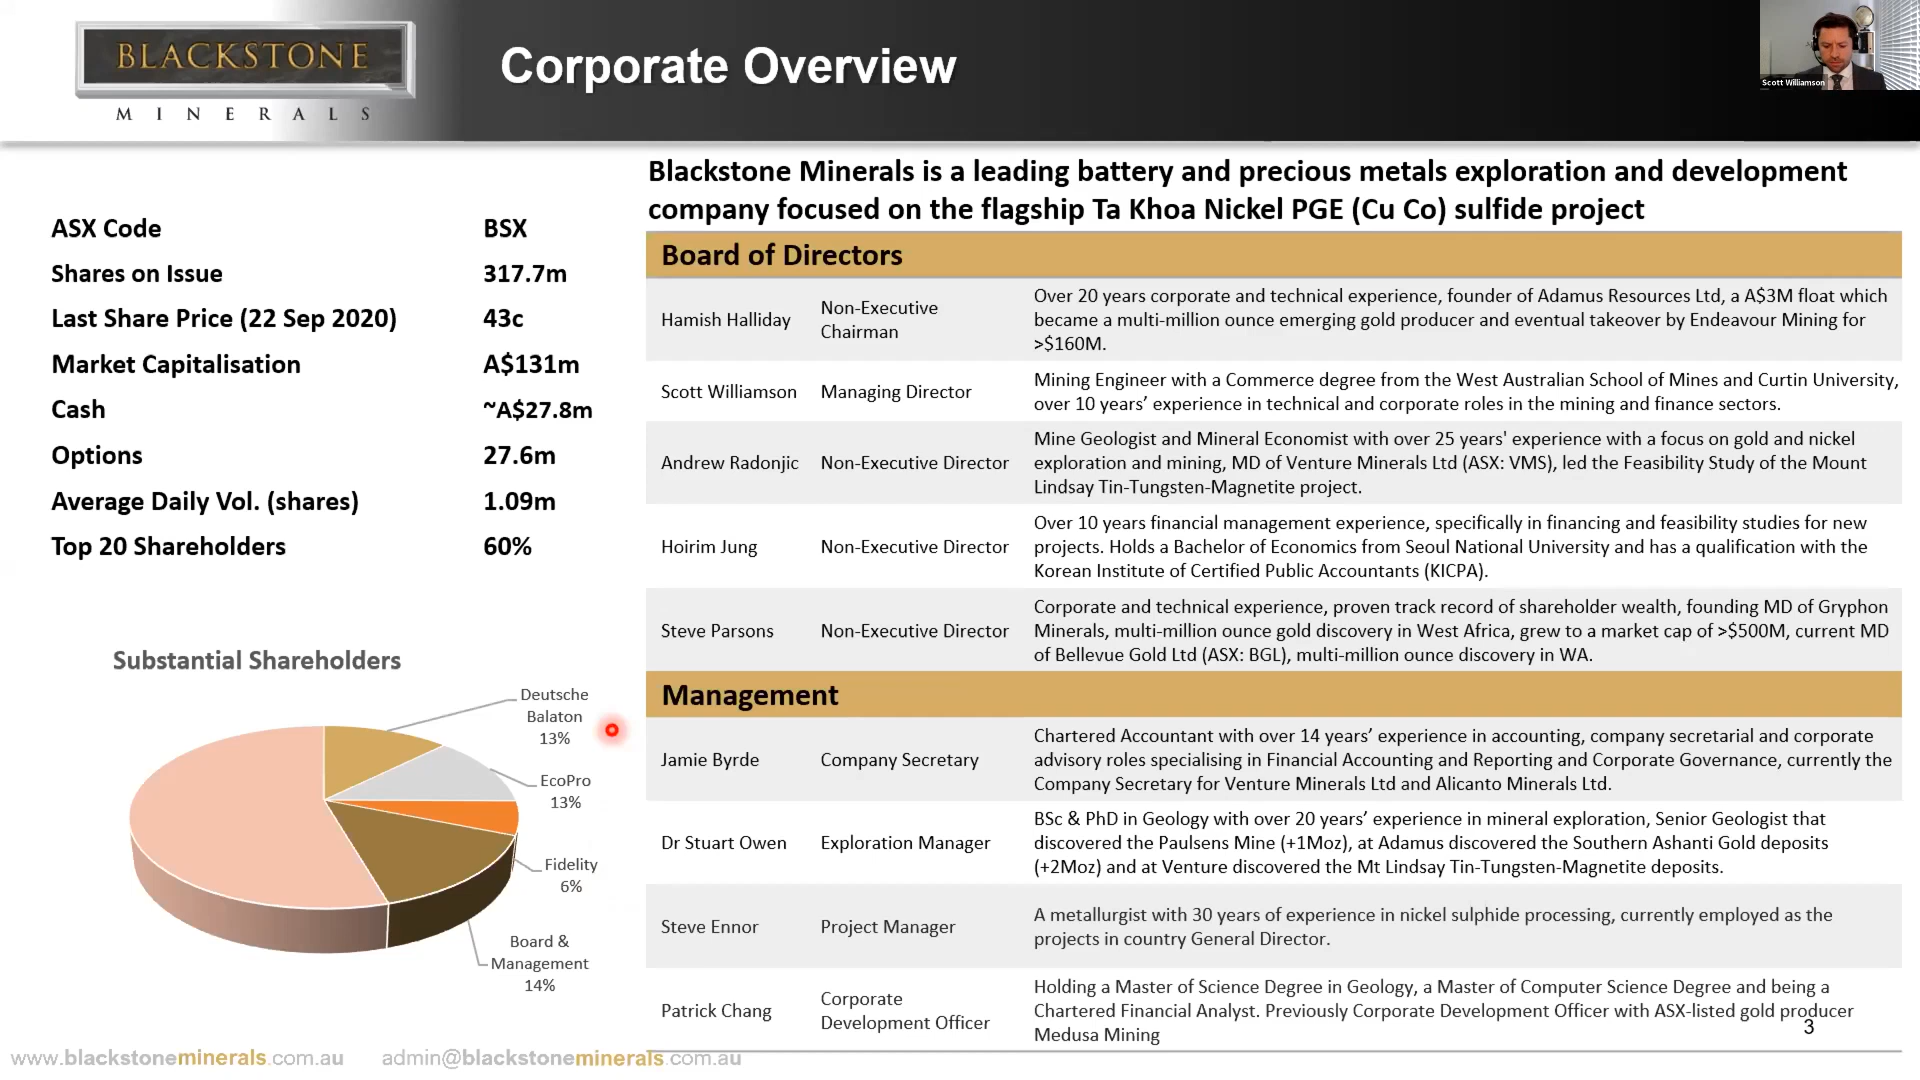 BLACKSTONE
MINERALS
Corporate Overview
Scott Williamson
Blackstone Minerals is a leading battery and precious metals exploration and development
company focused on the flagship Ta Khoa Nickel PGE (Cu Co) sulfide project
ASX Code BSX
Shares on Issue 317.7m
Last Share Price (22 Sep 2020) 43c
Market Capitalisation A$131m
Cash ~A$27.8m
Options 27.6m
Average Daily Vol. (shares) 1.09m
Top 20 Shareholders 60%
Substantial Shareholders
Deutsche
Balaton
13%
EcoPro
13%
Fidelity
6%
Board &
Management
14%
Board of Directors
Hamish Halliday
Non-Executive
Chairman
Over 20 years corporate and technical experience, founder of Adamus Resources Ltd, a A$3M float which
became a multi-million ounce emerging gold producer and eventual takeover by Endeavour Mining for
>$160M.
Scott Williamson
Managing Director
Mining Engineer with a Commerce degree from the West Australian School of Mines and Curtin University,
over 10 years’ experience in technical and corporate roles in the mining and finance sectors.
Andrew Radonjic
Non-Executive Director
Mine Geologist and Mineral Economist with over 25 years' experience with a focus on gold and nickel
exploration and mining, MD of Venture Minerals Ltd (ASX: VMS), led the Feasibility Study of the Mount
Lindsay Tin-Tungsten-Magnetite project.
Hoirim Jung
Non-Executive Director
Over 10 years financial management experience, specifically in financing and feasibility studies for new
projects. Holds a Bachelor of Economics from Seoul National University and has a qualification with the
Korean Institute of Certified Public Accountants (KICPA).
Steve Parsons
Non-Executive Director
Corporate and technical experience, proven track record of shareholder wealth, founding MD of Gryphon
Minerals, multi-million ounce gold discovery in West Africa, grew to a market cap of >$500M, current MD
of Bellevue Gold Ltd (ASX: BGL), multi-million ounce discovery in WA.
Management
Jamie Byrde
Company Secretary
Chartered Accountant with over 14 years’ experience in accounting, company secretarial and corporate
advisory roles specialising in Financial Accounting and Reporting and Corporate Governance, currently the
Company Secretary for Venture Minerals Ltd and Alicanto Minerals Ltd.
Dr Stuart Owen
Exploration Manager
BSc & PhD in Geology with over 20 years’ experience in mineral exploration, Senior Geologist that
discovered the Paulsens Mine (+1Moz), at Adamus discovered the Southern Ashanti Gold deposits
(+2Moz) and at Venture discovered the Mt Lindsay Tin-Tungsten-Magnetite deposits.
Steve Ennor
Project Manager
A metallurgist with 30 years of experience in nickel sulphide processing, currently employed as the
projects in country General Director.
Patrick Chang
Corporate
Development Officer
Holding a Master of Science Degree in Geology, a Master of Computer Science Degree and being a
Chartered Financial Analyst. Previously Corporate Development Officer with ASX-listed gold producer
Medusa Mining
3
www.blackstoneminerals.com.au admin@blackstoneminerals.com.au